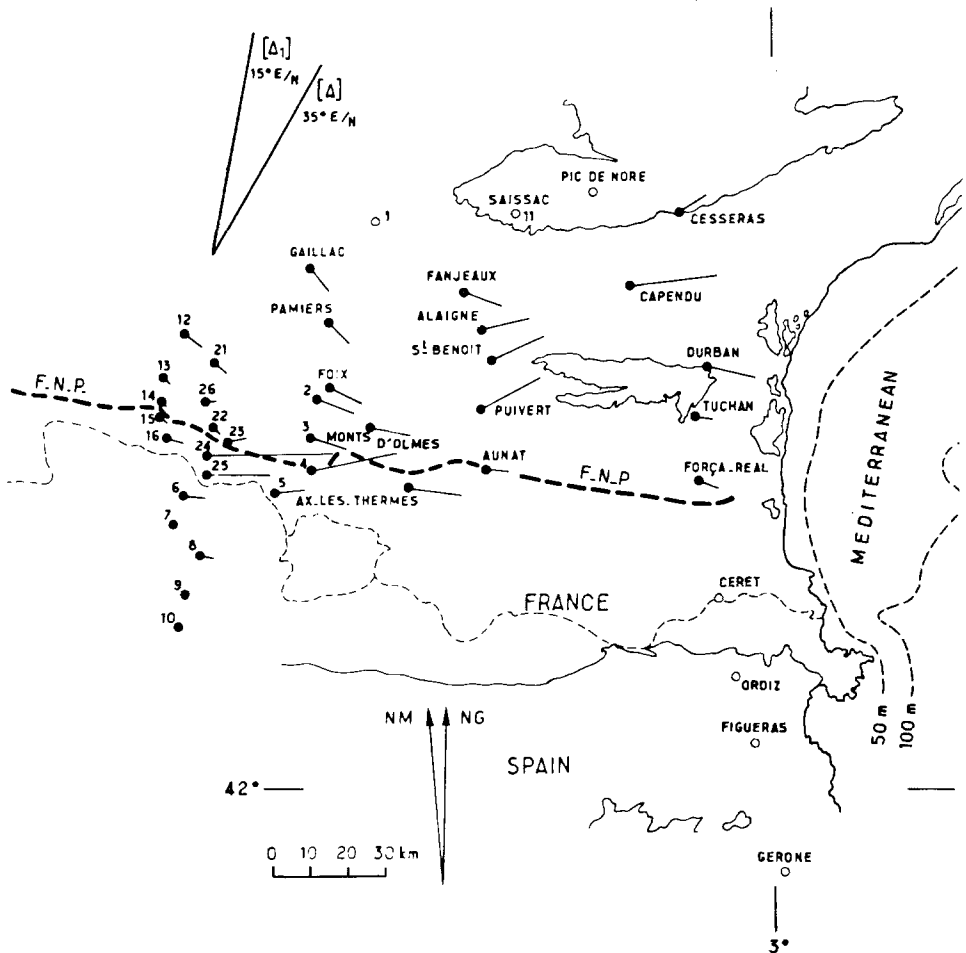 [Δ₁]
15° E/N
[Δ]
35° E/N
PIC DE NORE
SAISSAC
11
1
CESSERAS
GAILLAC
FANJEAUX
CAPENDU
PAMIERS
ALAIGNE
12
Sᵗ BENOIT
21
DURBAN
13
F_N_P_
FOIX
14
26
2
PUIVERT
TUCHAN
15
22
23
3
MONTS
D'OLMES
16
24
4
AUNAT
F_N_P
FORÇA-REAL
25
5
AX-LES-THERMES
6
7
8
MEDITERRANEAN
9
FRANCE
CERET
10
ORDIZ
NM
NG
FIGUERAS
50 m
100 m
SPAIN
42°
0 10 20 30 km
GERONE
3°